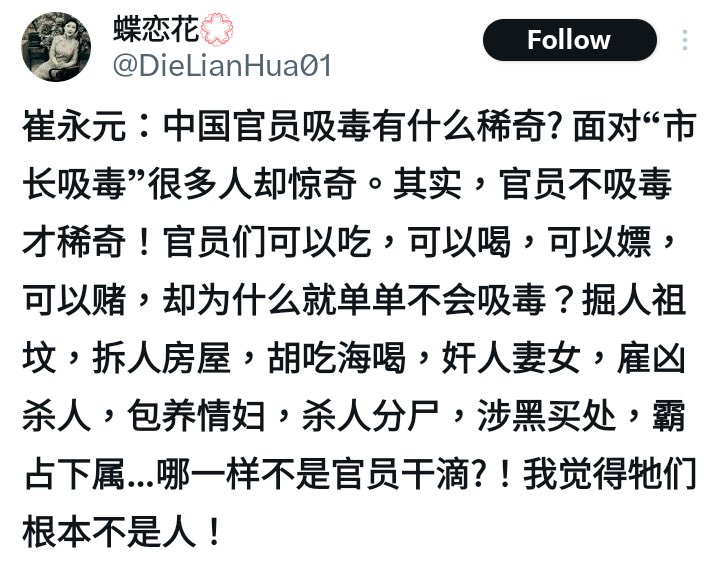 蝶恋花💮
@DieLianHua01
Follow
崔永元：中国官员吸毒有什么稀奇? 面对“市
长吸毒”很多人却惊奇。其实，官员不吸毒
才稀奇！官员们可以吃，可以喝，可以嫖，
可以赌，却为什么就单单不会吸毒？掘人祖
坟，拆人房屋，胡吃海喝，奸人妻女，雇凶
杀人，包养情妇，杀人分尸，涉黑买处，霸
占下属...哪一样不是官员干滴?！我觉得牠们
根本不是人！